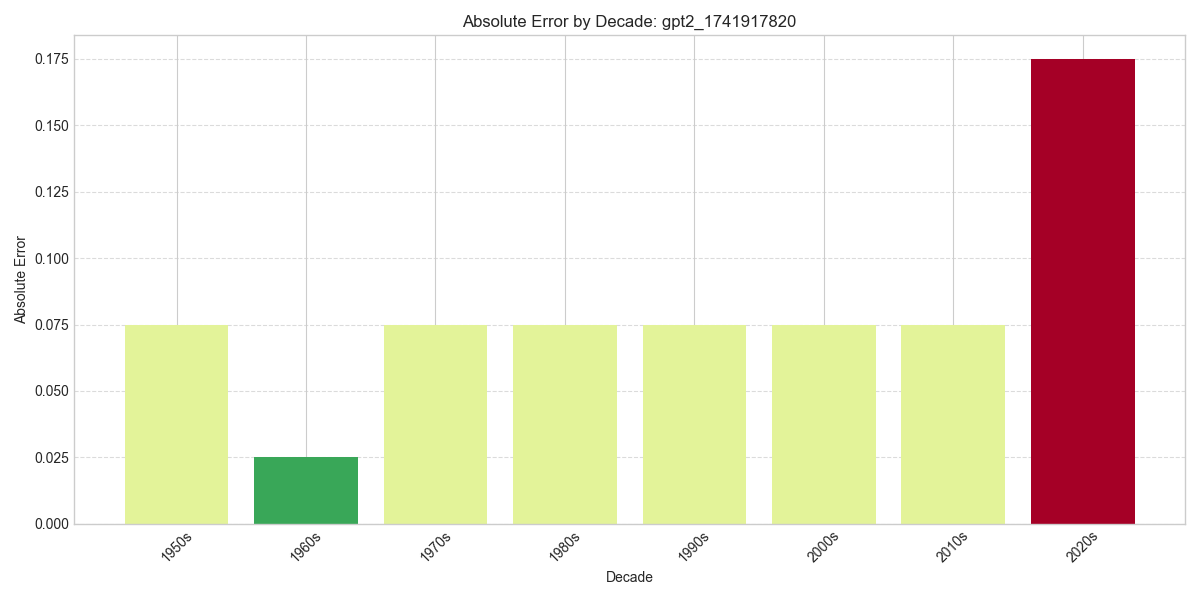 Absolute Error by Decade: gpt2_1741917820
Absolute Error
0.175
0.150
0.125
0.100
0.075
0.050
0.025
0.000
1950s
1960s
1970s
1980s
1990s
2000s
2010s
2020s
Decade